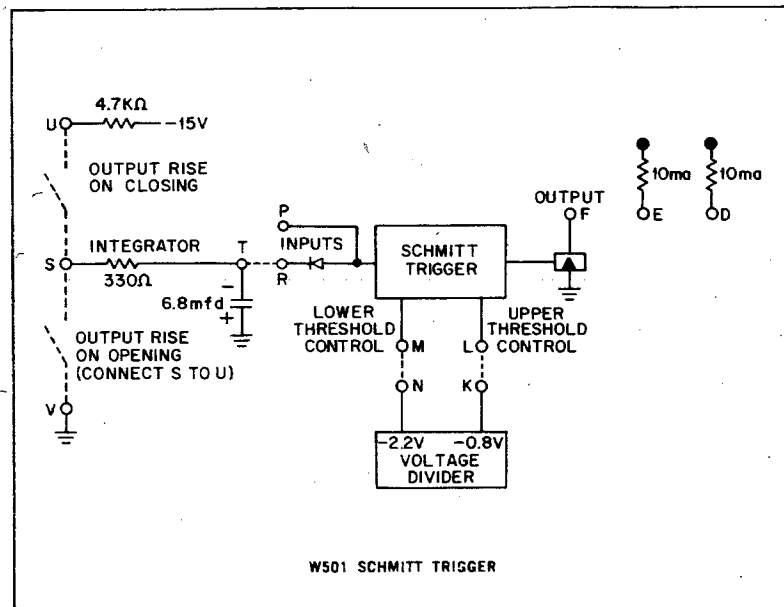 4.7KΩ
U
-15V
OUTPUT RISE
ON CLOSING
10ma
10ma
P
OUTPUT
F
E
D
INTEGRATOR
T
INPUTS
SCHMITT
TRIGGER
S
330Ω
R
-
6.8mfd
+
LOWER
THRESHOLD
CONTROL
UPPER
THRESHOLD
CONTROL
OUTPUT RISE
ON OPENING
(CONNECT S TO U)
M
L
N
K
V
-2.2V
-0.8V
VOLTAGE
DIVIDER
W501 SCHMITT TRIGGER